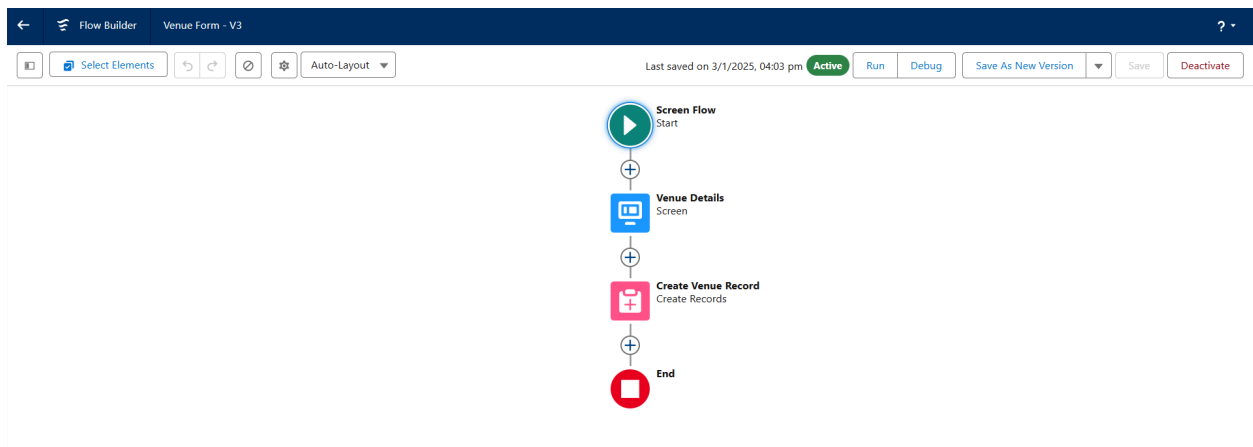 Flow Builder Venue Form - V3 ?
Select Elements Auto-Layout Last saved on 3/1/2025, 04:03 pm Active Run Debug Save As New Version Save Deactivate
Screen Flow
Start
Venue Details
Screen
Create Venue Record
Create Records
End